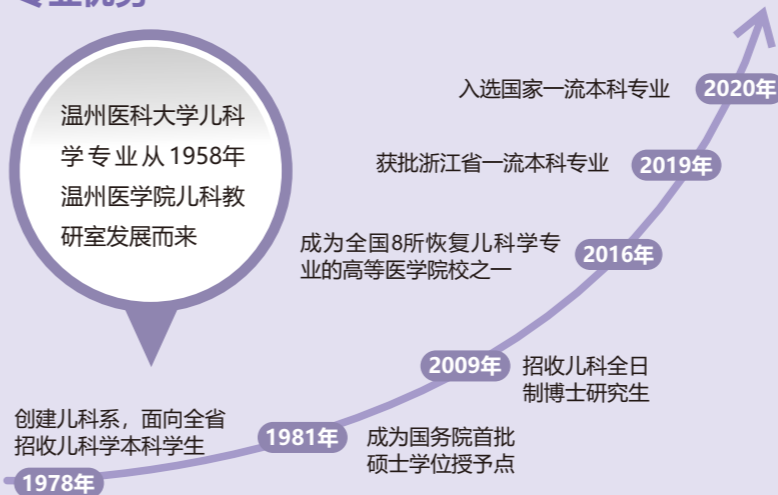 温州医科大学儿科
学专业从1958年
温州医学院儿科教
研室发展而来
创建儿科系，面向全省
招收儿科学本科学生
1978年
1981年
成为国务院首批
硕士学位授予点
2009年
招收儿科全日
制博士研究生
成为全国8所恢复儿科学专
业的高等医学院校之一
2016年
获批浙江省一流本科专业
2019年
入选国家一流本科专业
2020年